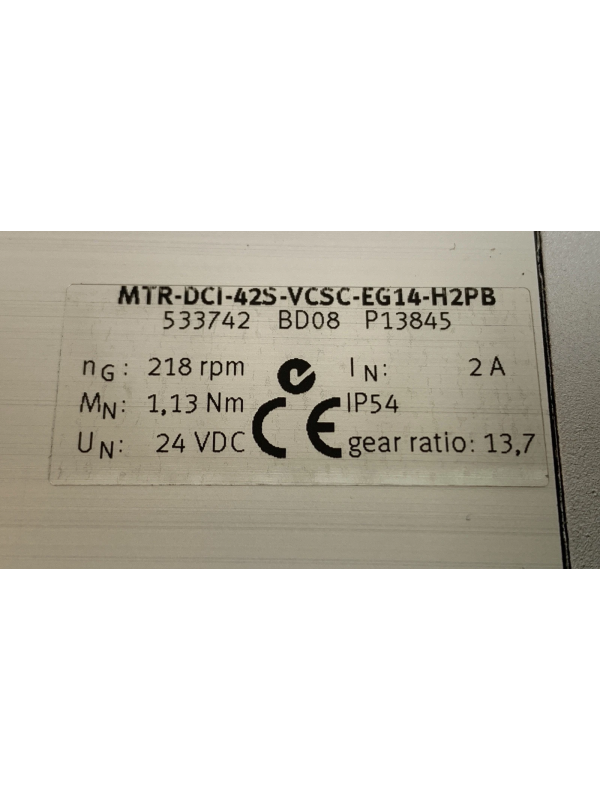 MTR-DCI-42S-VCSC-EG14-H2PB
533742 BD08 P13845
nG: 218 rpm IN: 2 A
MN: 1,13 Nm IP54
UN: 24 VDC CE gear ratio: 13,7